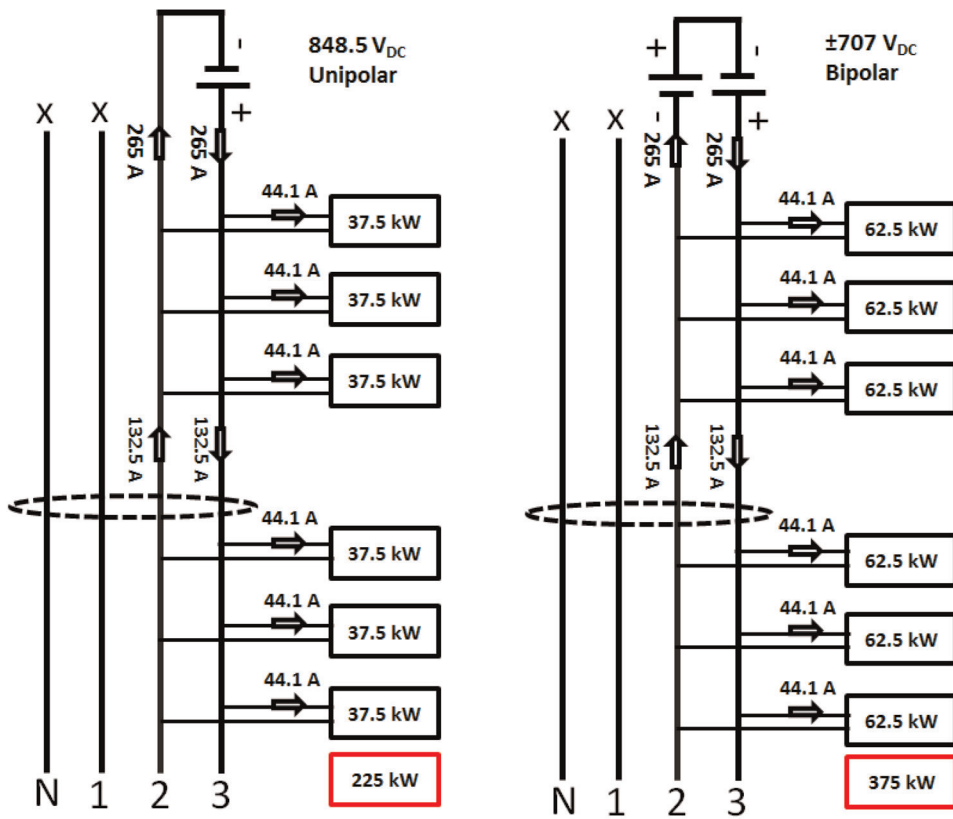 848.5 VDC
Unipolar
-
+
X
X
265 A
265 A
44.1 A
37.5 kW
44.1 A
37.5 kW
44.1 A
37.5 kW
132.5 A
132.5 A
44.1 A
37.5 kW
44.1 A
37.5 kW
44.1 A
37.5 kW
225 kW
N
1
2
3
±707 VDC
Bipolar
+
-
-
+
X
X
265 A
265 A
44.1 A
62.5 kW
44.1 A
62.5 kW
44.1 A
62.5 kW
132.5 A
132.5 A
44.1 A
62.5 kW
44.1 A
62.5 kW
44.1 A
62.5 kW
375 kW
N
1
2
3